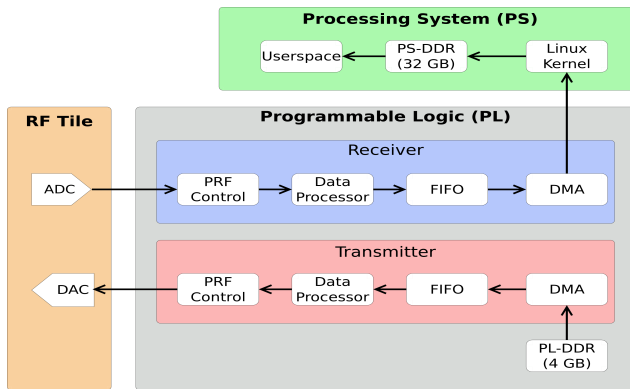 Processing System (PS)
Userspace
PS-DDR
(32 GB)
Linux
Kernel
RF Tile
Programmable Logic (PL)
Receiver
ADC
PRF
Control
Data
Processor
FIFO
DMA
Transmitter
DAC
PRF
Control
Data
Processor
FIFO
DMA
PL-DDR
(4 GB)